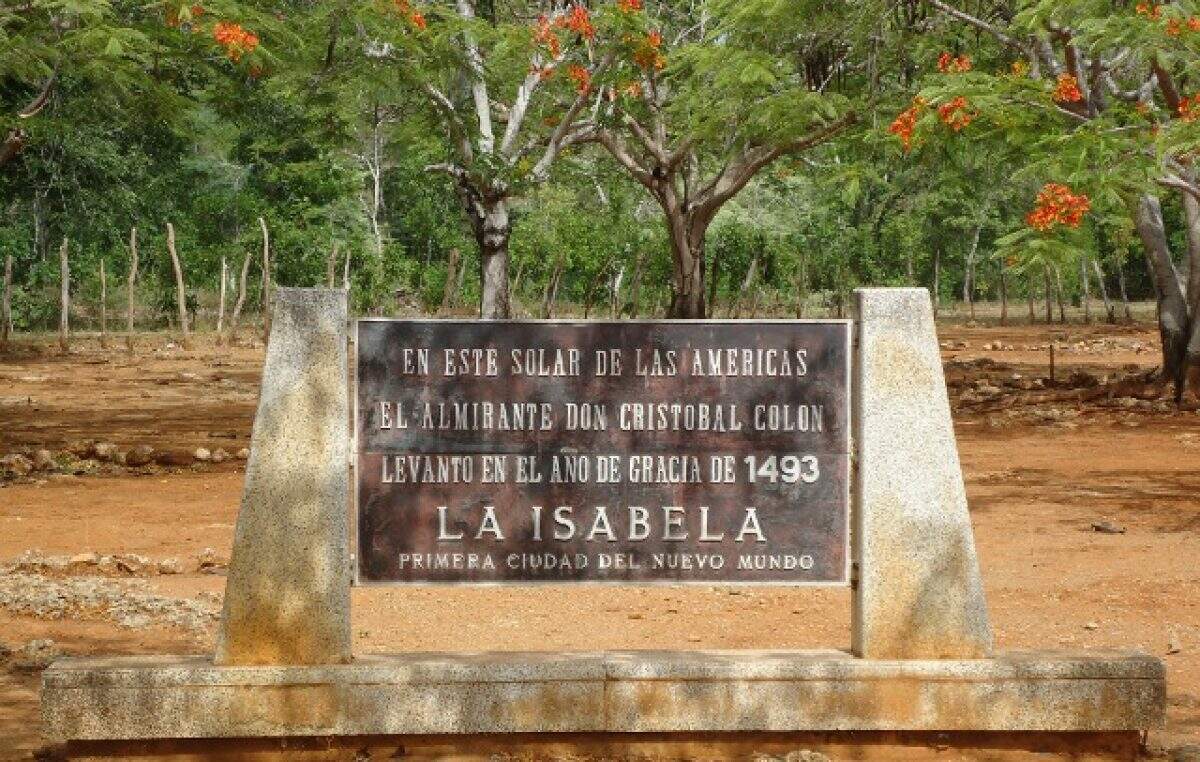 EN ESTE SOLAR DE LAS AMERICAS
EL ALMIRANTE DON CRISTOBAL COLON
LEVANTO EN EL AÑO DE GRACIA DE 1493
LA ISABELA
PRIMERA CIUDAD DEL NUEVO MUNDO